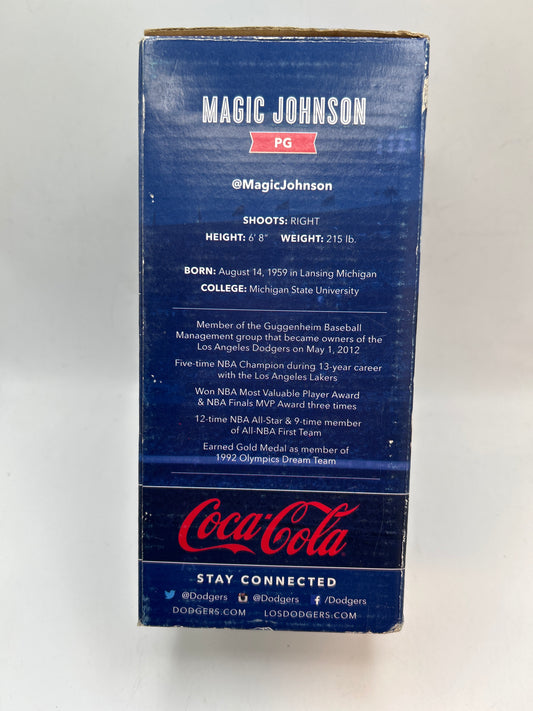 MAGIC JOHNSON
PG
@MagicJohnson
SHOOTS: RIGHT
HEIGHT: 6' 8" WEIGHT: 215 lb.
BORN: August 14, 1959 in Lansing Michigan
COLLEGE: Michigan State University
Member of the Guggenheim Baseball
Management group that became owners of the
Los Angeles Dodgers on May 1, 2012
Five-time NBA Champion during 13-year career
with the Los Angeles Lakers
Won NBA Most Valuable Player Award
& NBA Finals MVP Award three times
12-time NBA All-Star & 9-time member
of All-NBA First Team
Earned Gold Medal as member of
1992 Olympics Dream Team
Coca-Cola
STAY CONNECTED
@Dodgers @Dodgers f /Dodgers
DODGERS.COM LOSDODGERS.COM